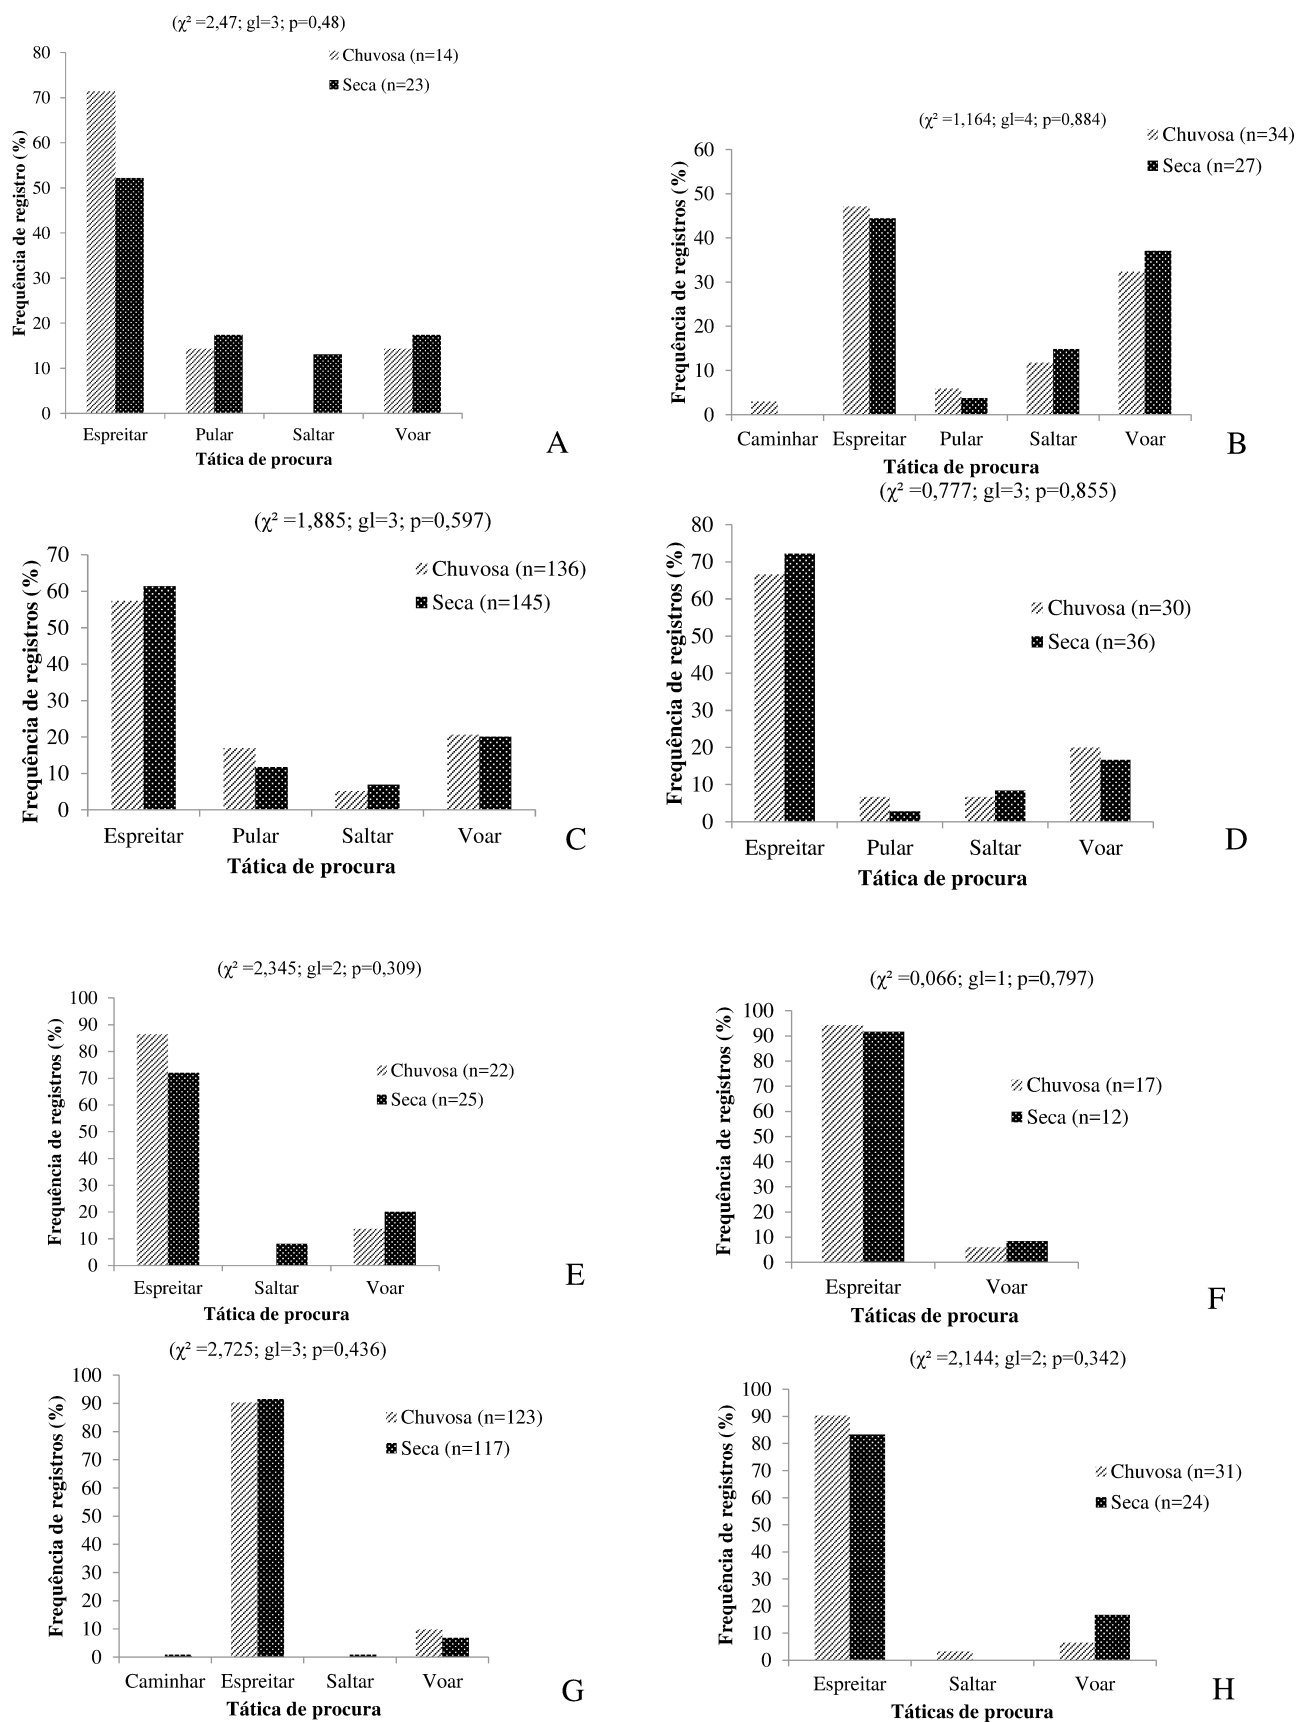 (χ² =2,47; gl=3; p=0,48)
Chuvosa (n=14)
Seca (n=23)
Frequência de registro (%)
80
70
60
50
40
30
20
10
0
Espreitar Pular Saltar Voar
Tática de procura
A
(χ² =1,164; gl=4; p=0,884)
Chuvosa (n=34)
Seca (n=27)
Frequência de registros (%)
60
50
40
30
20
10
0
Caminhar Espreitar Pular Saltar Voar
Tática de procura
B
(χ² =1,885; gl=3; p=0,597)
Chuvosa (n=136)
Seca (n=145)
Frequência de registros (%)
70
60
50
40
30
20
10
0
Espreitar Pular Saltar Voar
Tática de procura
C
(χ² =0,777; gl=3; p=0,855)
Chuvosa (n=30)
Seca (n=36)
Frequência de registros (%)
80
70
60
50
40
30
20
10
0
Espreitar Pular Saltar Voar
Tática de procura
D
(χ² =2,345; gl=2; p=0,309)
Chuvosa (n=22)
Seca (n=25)
Frequência de registros (%)
100
90
80
70
60
50
40
30
20
10
0
Espreitar Saltar Voar
Tática de procura
E
(χ² =0,066; gl=1; p=0,797)
Chuvosa (n=17)
Seca (n=12)
Frequência de registros (%)
100
90
80
70
60
50
40
30
20
10
0
Espreitar Voar
Táticas de procura
F
(χ² =2,725; gl=3; p=0,436)
Chuvosa (n=123)
Seca (n=117)
Frequência de registros (%)
100
90
80
70
60
50
40
30
20
10
0
Caminhar Espreitar Saltar Voar
Tática de procura
G
(χ² =2,144; gl=2; p=0,342)
Chuvosa (n=31)
Seca (n=24)
Frequência de registros (%)
100
90
80
70
60
50
40
30
20
10
0
Espreitar Saltar Voar
Táticas de procura
H